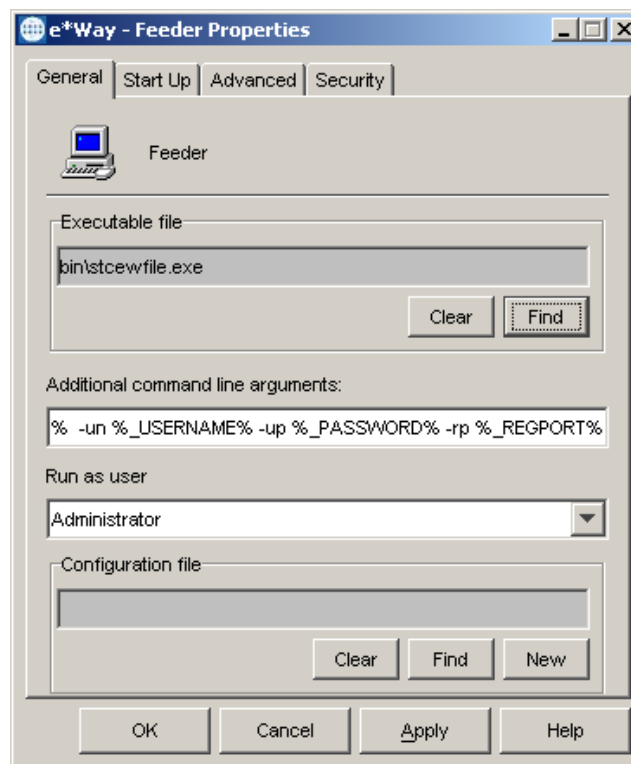 e*Way - Feeder Properties
General Start Up Advanced Security
Feeder
Executable file
bin\stcewfile.exe
Clear Find
Additional command line arguments:
% -un %_USERNAME% -up %_PASSWORD% -rp %_REGPORT%
Run as user
Administrator
Configuration file
Clear Find New
OK Cancel Apply Help